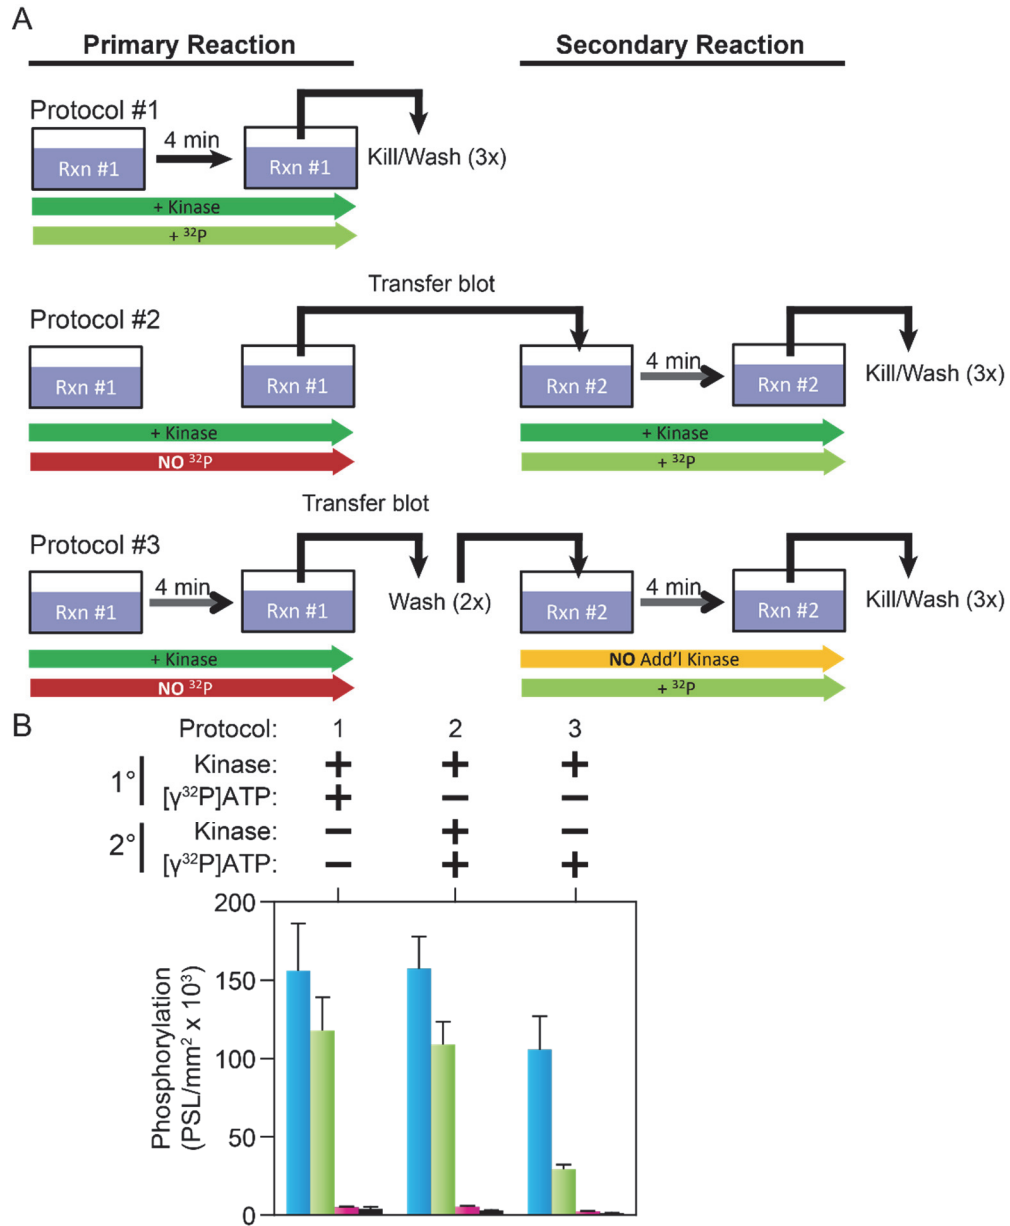 A
Primary Reaction Secondary Reaction
Protocol #1
4 min
Rxn #1 Rxn #1 Kill/Wash (3x)
+ Kinase
+ ³²P
Transfer blot
Protocol #2
4 min
Rxn #1 Rxn #1 Rxn #2 Rxn #2 Kill/Wash (3x)
+ Kinase + Kinase
NO ³²P + ³²P
Transfer blot
Protocol #3
4 min 4 min
Rxn #1 Rxn #1 Wash (2x) Rxn #2 Rxn #2 Kill/Wash (3x)
+ Kinase NO Add'l Kinase
NO ³²P + ³²P
B
Protocol: 1 2 3
1° Kinase: + + +
[γ³²P]ATP: + − −
2° Kinase: − + −
[γ³²P]ATP: − + +
200
150
100
50
0
Phosphorylation
(PSL/mm² x 10³)